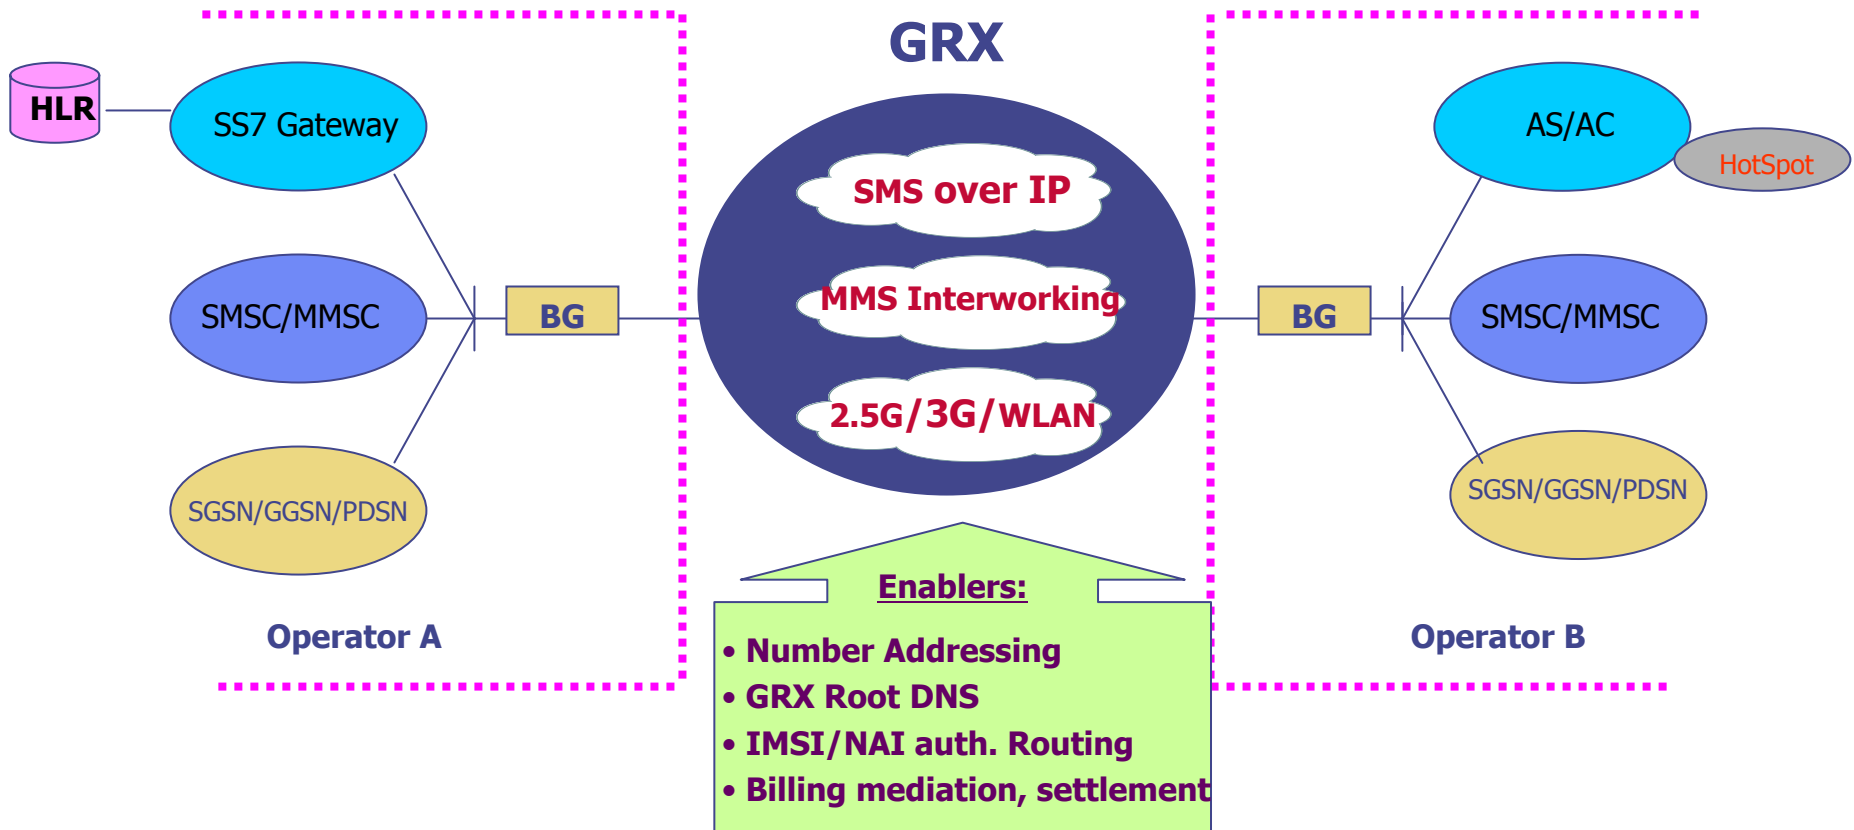 GRX
HLR
SS7 Gateway
SMSC/MMSC
BG
SGSN/GGSN/PDSN
Operator A
SMS over IP
MMS Interworking
2.5G/3G/WLAN
AS/AC
HotSpot
BG
SMSC/MMSC
SGSN/GGSN/PDSN
Operator B
Enablers:
• Number Addressing
• GRX Root DNS
• IMSI/NAI auth. Routing
• Billing mediation, settlement